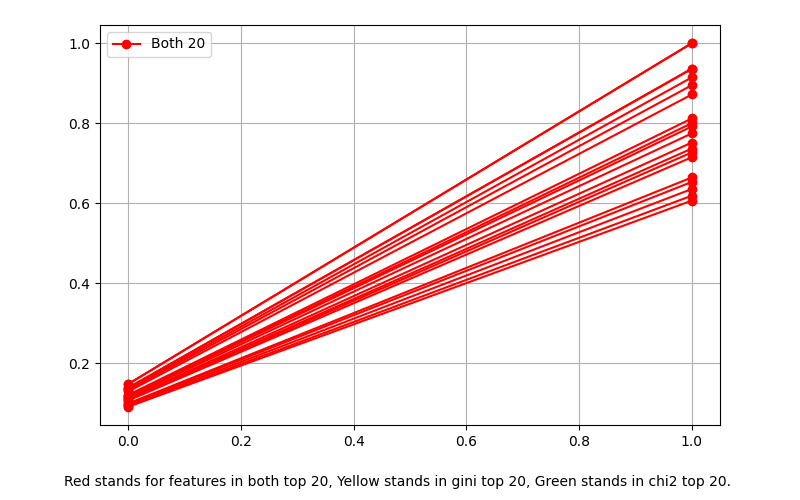 1.0
Both 20
0.8
0.6
0.4
0.2
0.0 0.2 0.4 0.6 0.8 1.0
Red stands for features in both top 20, Yellow stands in gini top 20, Green stands in chi2 top 20.